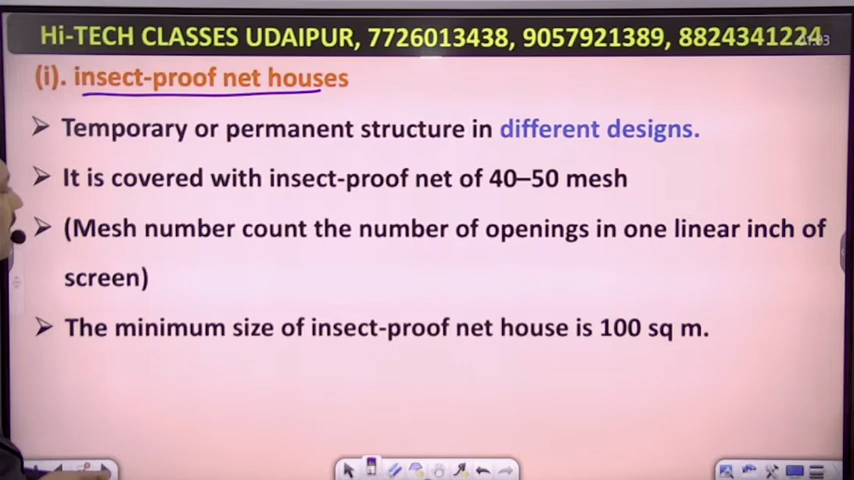 Hi-TECH CLASSES UDAIPUR, 7726013438, 9057921389, 8824341224
(i). insect-proof net houses
Temporary or permanent structure in different designs.
It is covered with insect-proof net of 40–50 mesh
(Mesh number count the number of openings in one linear inch of
screen)
The minimum size of insect-proof net house is 100 sq m.